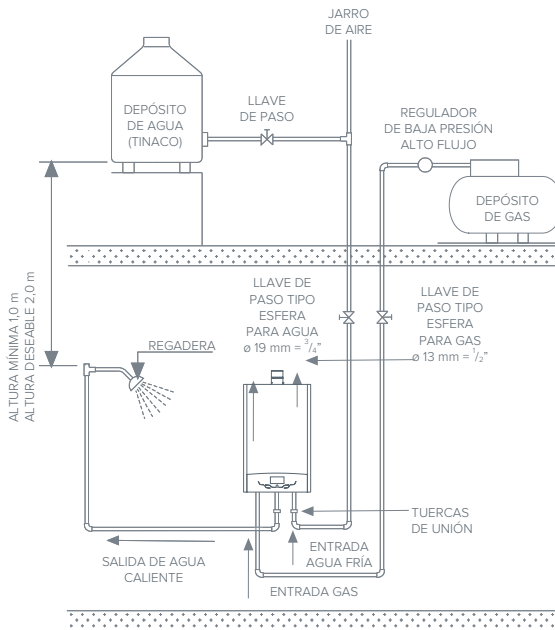 JARRO
DE AIRE
DEPÓSITO
DE AGUA
(TINACO)
LLAVE
DE PASO
REGULADOR
DE BAJA PRESIÓN
ALTO FLUJO
DEPÓSITO
DE GAS
ALTURA MÍNIMA 1,0 m
ALTURA DESEABLE 2,0 m
REGADERA
LLAVE DE
PASO TIPO
ESFERA
PARA AGUA
ø 19 mm = 3/4"
LLAVE DE
PASO TIPO
ESFERA
PARA GAS
ø 13 mm = 1/2"
TUERCAS
DE UNIÓN
SALIDA DE AGUA
CALIENTE
ENTRADA
AGUA FRÍA
ENTRADA GAS